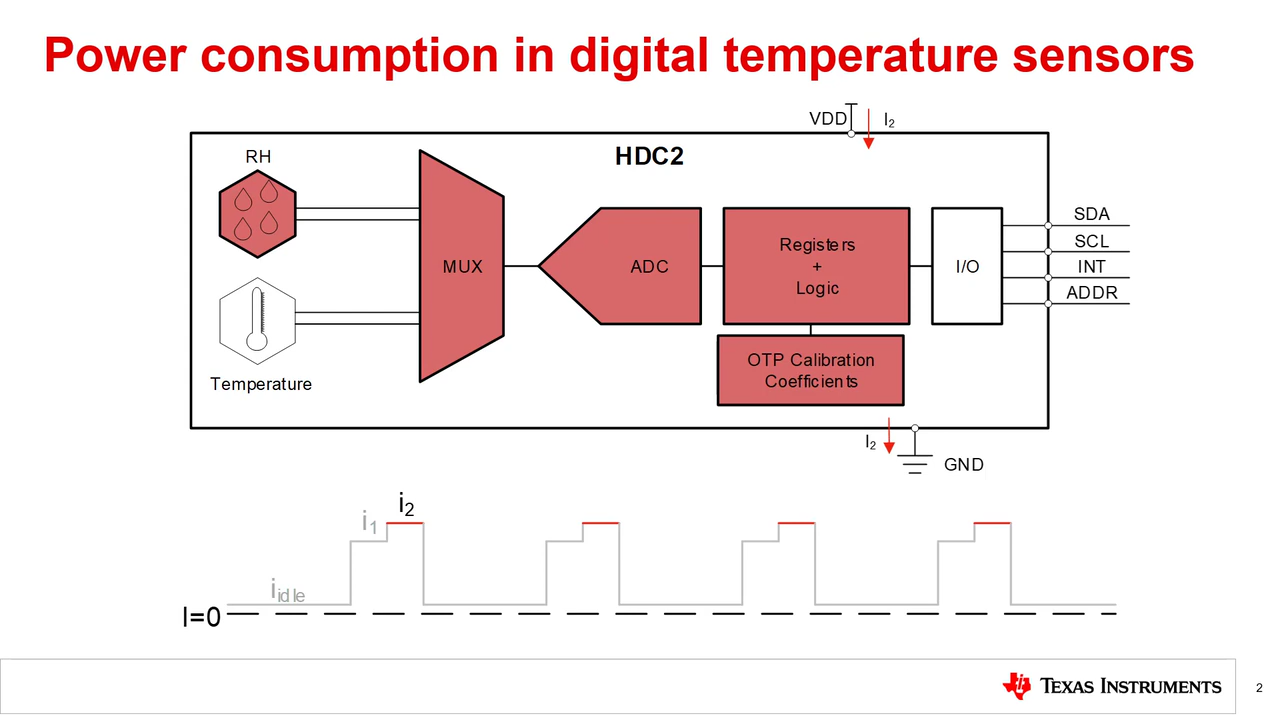 Power consumption in digital temperature sensors
VDD
I2
HDC2
RH
MUX
ADC
Registers
+
Logic
I/O
SDA
SCL
INT
ADDR
OTP Calibration
Coefficients
Temperature
I2
GND
i1
i2
iidle
I=0
TEXAS INSTRUMENTS
2